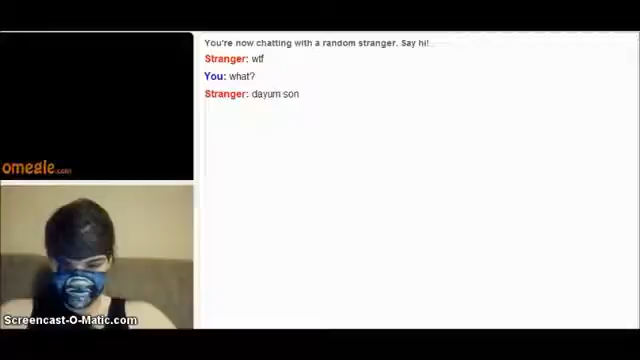 You're now chatting with a random stranger. Say hi!
Stranger: wtf
You: what?
Stranger: dayum son
omegle.com
Screencast-O-Matic.com